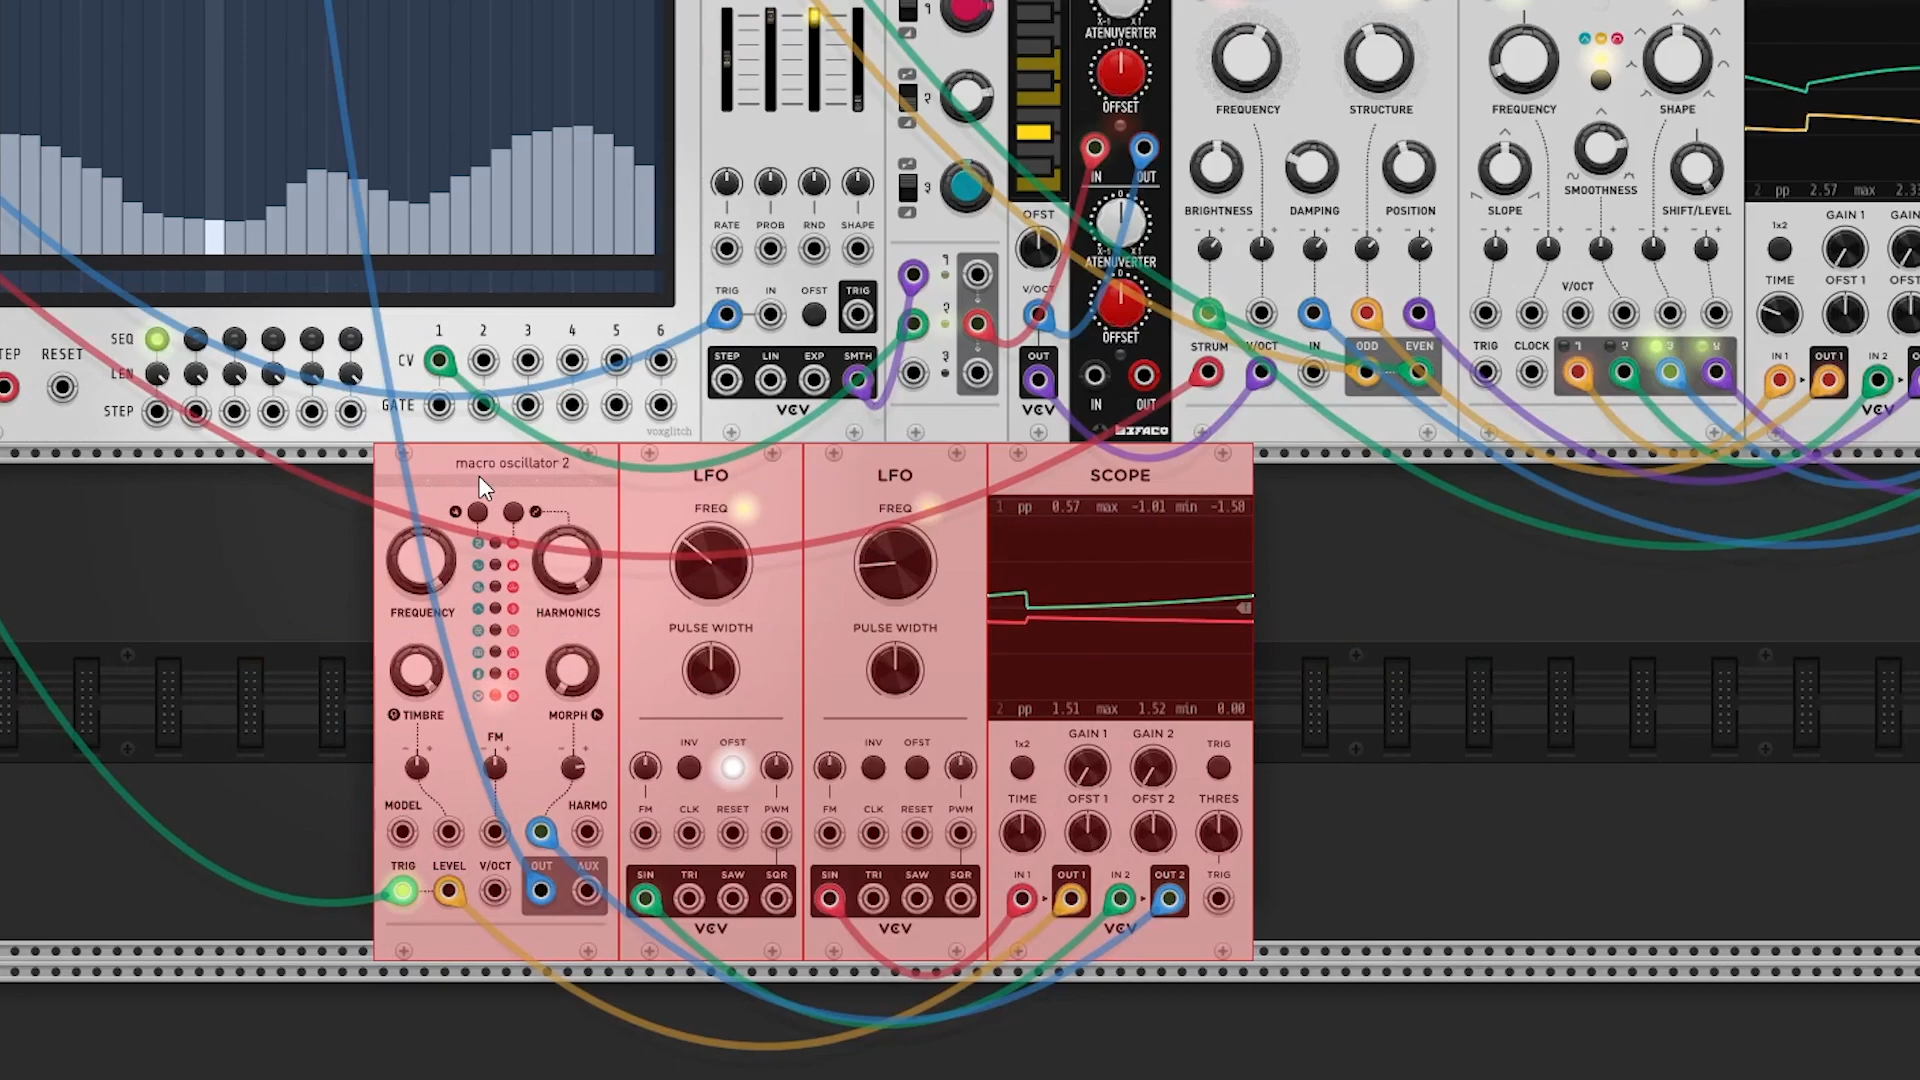 ATENUVERTER
OFFSET
IN OUT
ATENUVERTER
OFFSET
IN OUT
FREQUENCY STRUCTURE
BRIGHTNESS DAMPING POSITION
STRUM V/OCT IN ODD EVEN
FREQUENCY SHAPE
SMOOTHNESS
SLOPE SHIFT/LEVEL
V/OCT
TRIG CLOCK
2 pp 2.57 max
1x2 GAIN 1
TIME OFST 1
IN 1 OUT 1 IN 2
VCV
RATE PROB RND SHAPE
TRIG IN OFST TRIG
STEP LIN EXP SMTH
VCV
OFST
V/OCT
OUT
VCV
RESET
SEQ
LEN
STEP
1 2 3 4 5 6
CV
GATE
voxglitch
macro oscillator 2
FREQUENCY HARMONICS
TIMBRE MORPH
FM
MODEL HARMO
TRIG LEVEL V/OCT OUT AUX
LFO
FREQ
PULSE WIDTH
INV OFST
FM CLK RESET PWM
SIN TRI SAW SQR
VCV
LFO
FREQ
PULSE WIDTH
INV OFST
FM CLK RESET PWM
SIN TRI SAW SQR
VCV
SCOPE
1 pp 0.57 max -1.01 min -1.58
2 pp 1.51 max 1.52 min 0.00
1x2 GAIN 1 GAIN 2 TRIG
TIME OFST 1 OFST 2 THRES
IN 1 OUT 1 IN 2 OUT 2 TRIG
VCV